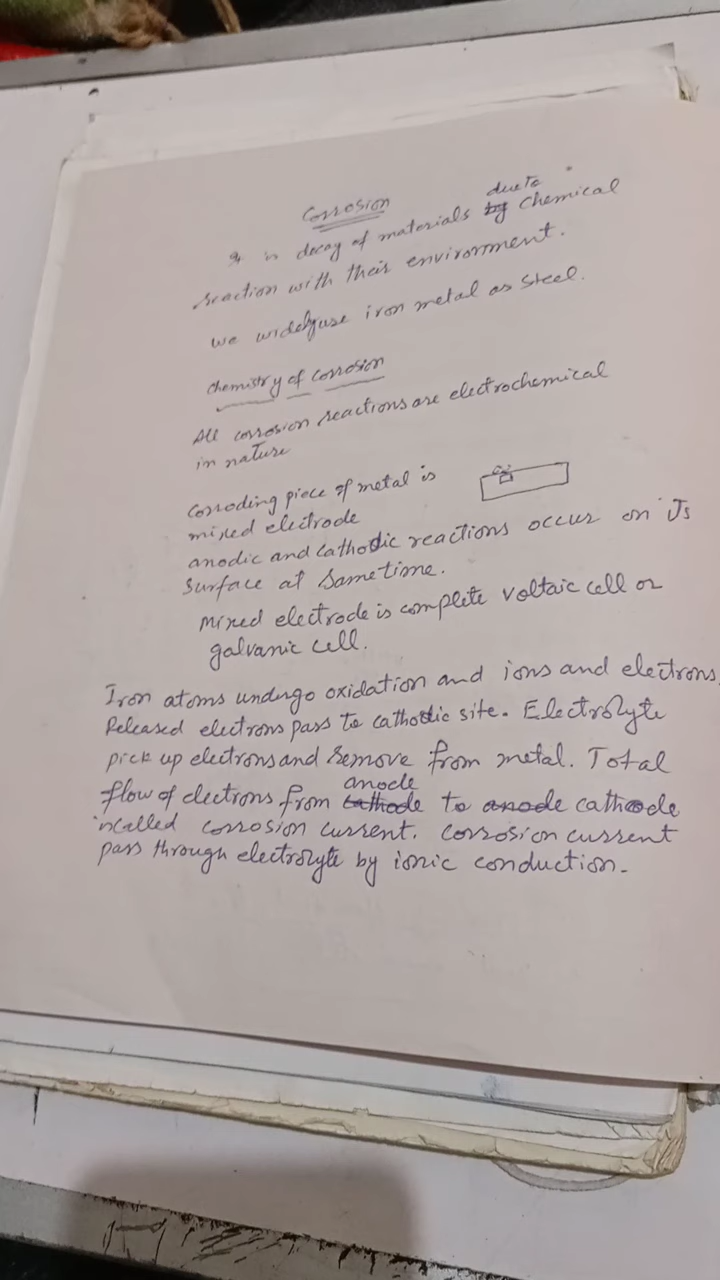 Corrosion
It is decay of materials due to chemical
reaction with their environment.
we widely use iron metal as steel.
chemistry of corrosion
All corrosion reactions are electrochemical
in nature
Corroding piece of metal is
mixed electrode
anodic and cathodic reactions occur on Its
surface at sametime.
mixed electrode is complete voltaic cell or
galvanic cell.
Iron atoms undergo oxidation and ions and electrons.
Released electrons pass to cathodic site. Electrolyte
pick up electrons and remove from metal. Total
flow of electrons from anode to cathode
is called corrosion current. corrosion current
pass through electrolyte by ionic conduction.